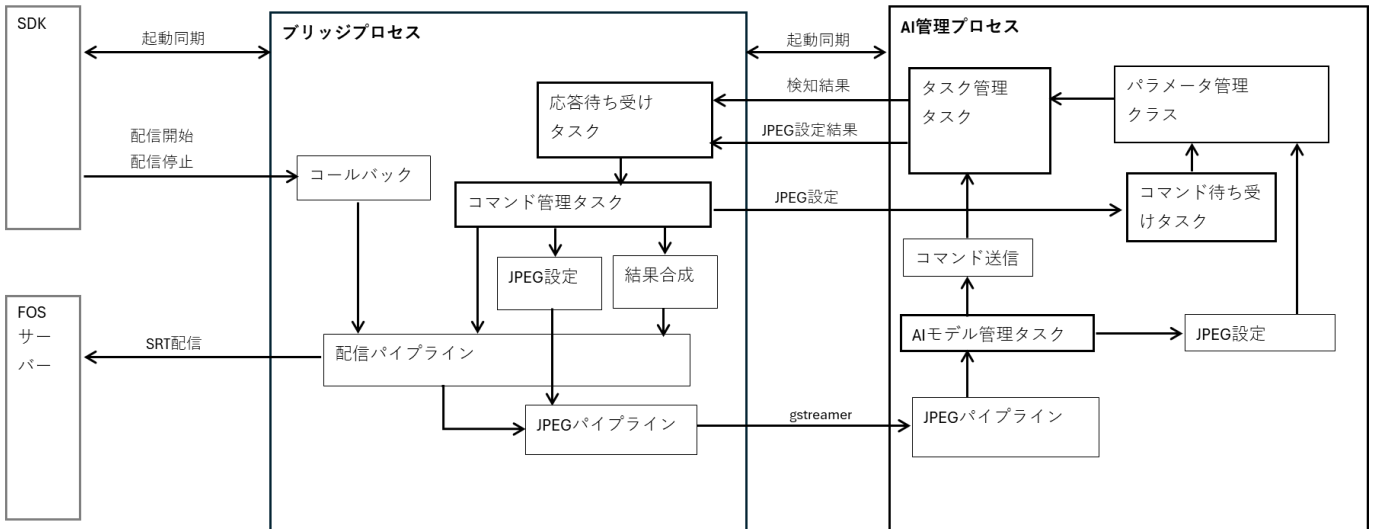 SDK
起動同期
配信開始
配信停止
FOS
サー
バー
SRT配信
ブリッジプロセス
応答待ち受け
タスク
コールバック
コマンド管理タスク
JPEG設定
結果合成
配信パイプライン
JPEGパイプライン
起動同期
検知結果
JPEG設定結果
JPEG設定
gstreamer
AI管理プロセス
タスク管理
タスク
パラメータ管理
クラス
コマンド待ち受
けタスク
コマンド送信
AIモデル管理タスク
JPEG設定
JPEGパイプライン